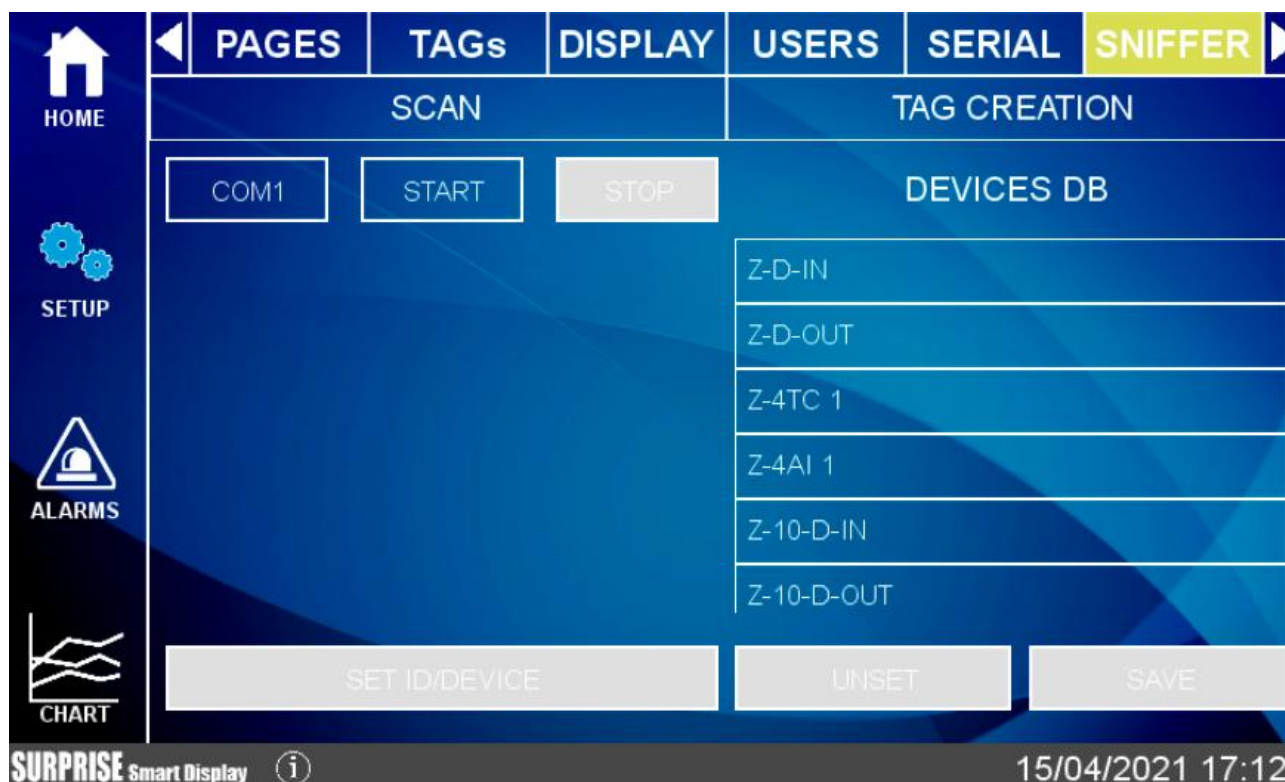 PAGES TAGs DISPLAY USERS SERIAL SNIFFER
HOME
SCAN TAG CREATION
COM1 START STOP DEVICES DB
Z-D-IN
SETUP
Z-D-OUT
Z-4TC 1
Z-4AI 1
ALARMS
Z-10-D-IN
Z-10-D-OUT
SET ID/DEVICE UNSET SAVE
CHART
SURPRISE Smart Display i 15/04/2021 17:12